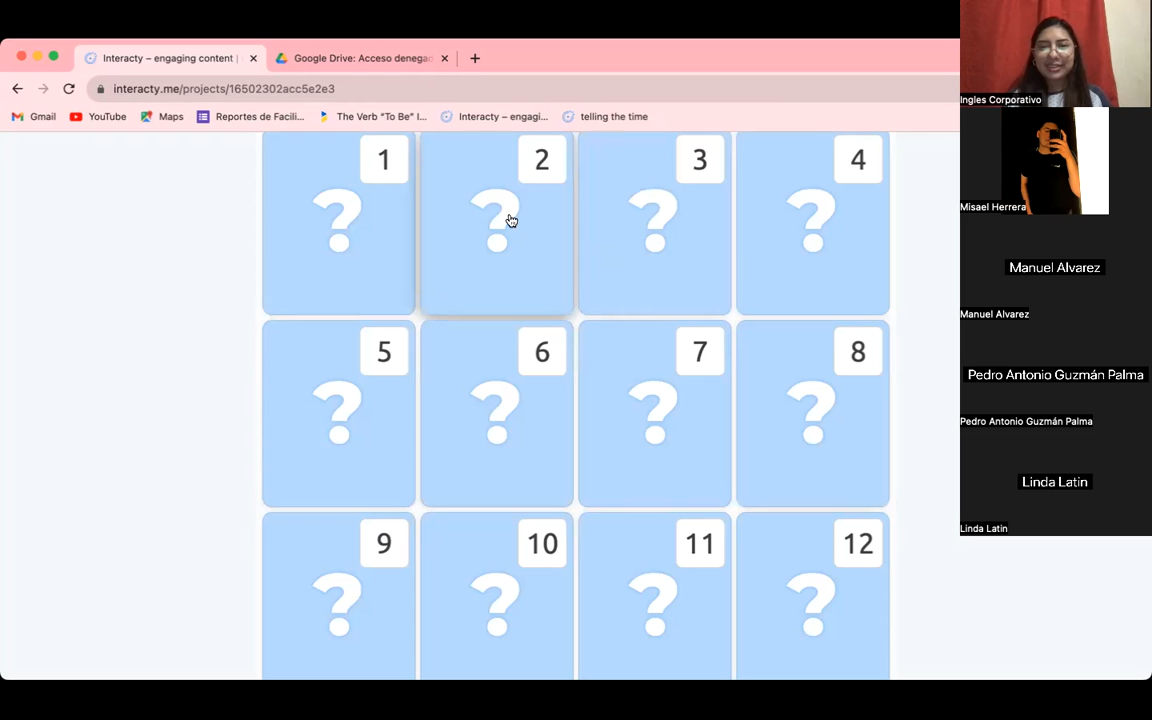 Interacty – engaging content |
Google Drive: Acceso denegac
interacty.me/projects/16502302acc5e2e3
Gmail
YouTube
Maps
Reportes de Facili...
The Verb "To Be" I...
Interacty – engagi...
telling the time
1
2
3
4
? ? ? ?
5
6
7
8
? ? ? ?
9
10
11
12
? ? ? ?
Ingles Corporativo
Misael Herrera
Manuel Alvarez
Manuel Alvarez
Pedro Antonio Guzmán Palma
Pedro Antonio Guzmán Palma
Linda Latin
Linda Latin